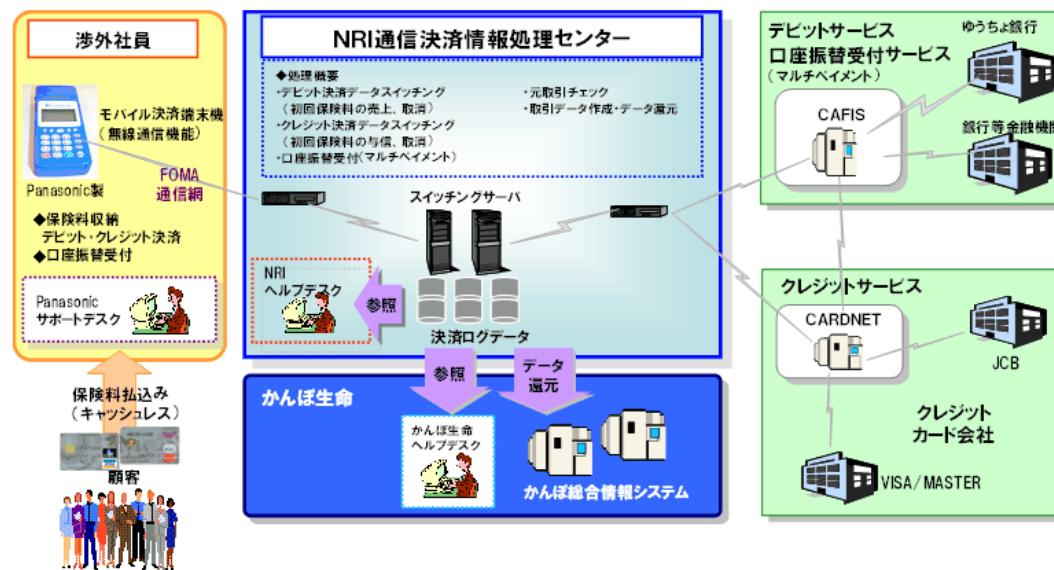 渉外社員
モバイル決済端末機
(無線通信機能)
Panasonic製
FOMA
通信網
◆保険料収納
デビット・クレジット決済
◆口座振替受付
Panasonic
サポートデスク
保険料払込み
(キャッシュレス)
顧客
NRI通信決済情報処理センター
◆処理概要
・デビット決済データスイッチング
(初回保険料の売上、取消)
・クレジット決済データスイッチング
(初回保険料の与信、取消)
・口座振替受付(マルチペイメント)
・元取引チェック
・取引データ作成・データ還元
スイッチングサーバ
NRI
ヘルプデスク
参照
決済ログデータ
参照
データ
還元
かんぽ生命
かんぽ生命
ヘルプデスク
かんぽ総合情報システム
デビットサービス
口座振替受付サービス
(マルチペイメント)
ゆうちょ銀行
CAFIS
銀行等金融機関
クレジットサービス
CARDNET
JCB
クレジット
カード会社
VISA/MASTER